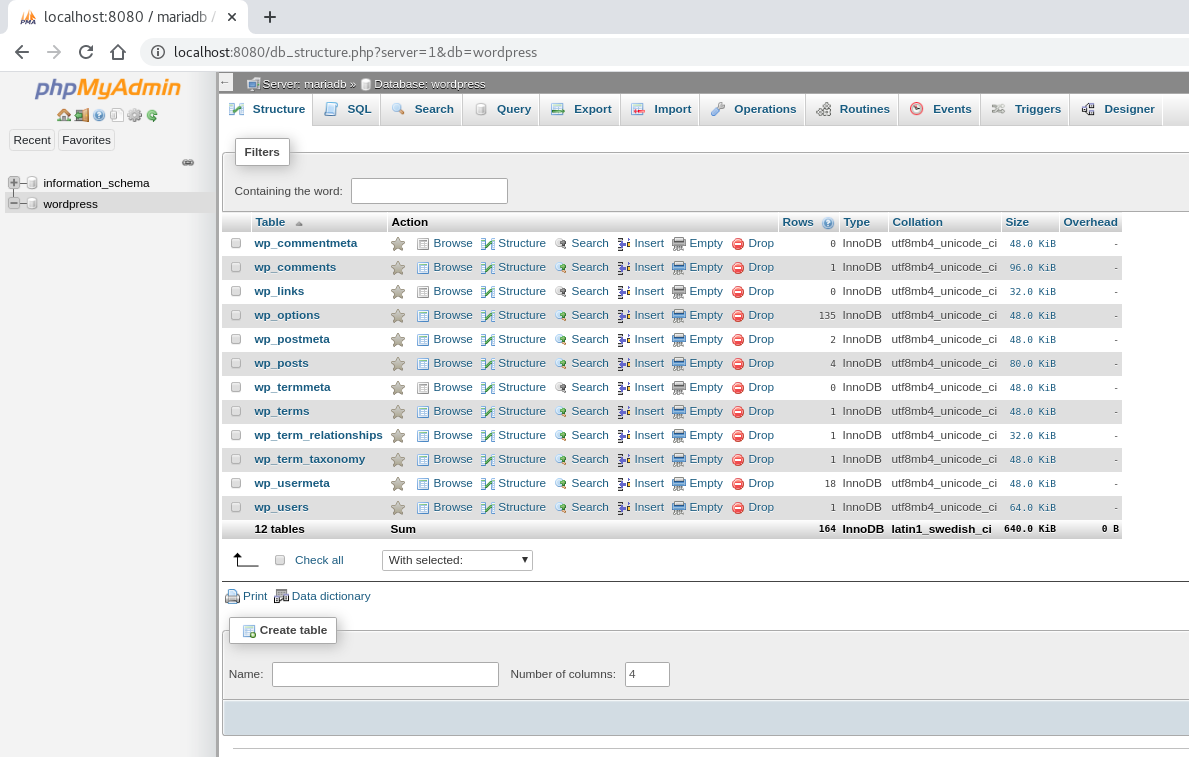 localhost:8080 / mariadb /
localhost:8080/db_structure.php?server=1&db=wordpress
phpMyAdmin
Recent Favorites
information_schema
wordpress
Server: mariadb » Database: wordpress
Structure SQL Search Query Export Import Operations Routines Events Triggers Designer
Filters
Containing the word:
Table Action Rows Type Collation Size Overhead
wp_commentmeta Browse Structure Search Insert Empty Drop 0 InnoDB utf8mb4_unicode_ci 48.0 KiB -
wp_comments Browse Structure Search Insert Empty Drop 1 InnoDB utf8mb4_unicode_ci 96.0 KiB -
wp_links Browse Structure Search Insert Empty Drop 0 InnoDB utf8mb4_unicode_ci 32.0 KiB -
wp_options Browse Structure Search Insert Empty Drop 135 InnoDB utf8mb4_unicode_ci 48.0 KiB -
wp_postmeta Browse Structure Search Insert Empty Drop 2 InnoDB utf8mb4_unicode_ci 48.0 KiB -
wp_posts Browse Structure Search Insert Empty Drop 4 InnoDB utf8mb4_unicode_ci 80.0 KiB -
wp_termmeta Browse Structure Search Insert Empty Drop 0 InnoDB utf8mb4_unicode_ci 48.0 KiB -
wp_terms Browse Structure Search Insert Empty Drop 1 InnoDB utf8mb4_unicode_ci 48.0 KiB -
wp_term_relationships Browse Structure Search Insert Empty Drop 1 InnoDB utf8mb4_unicode_ci 32.0 KiB -
wp_term_taxonomy Browse Structure Search Insert Empty Drop 1 InnoDB utf8mb4_unicode_ci 48.0 KiB -
wp_usermeta Browse Structure Search Insert Empty Drop 18 InnoDB utf8mb4_unicode_ci 48.0 KiB -
wp_users Browse Structure Search Insert Empty Drop 1 InnoDB utf8mb4_unicode_ci 64.0 KiB -
12 tables Sum 164 InnoDB latin1_swedish_ci 640.0 KiB 0 B
Check all With selected:
Print Data dictionary
Create table
Name: Number of columns: 4